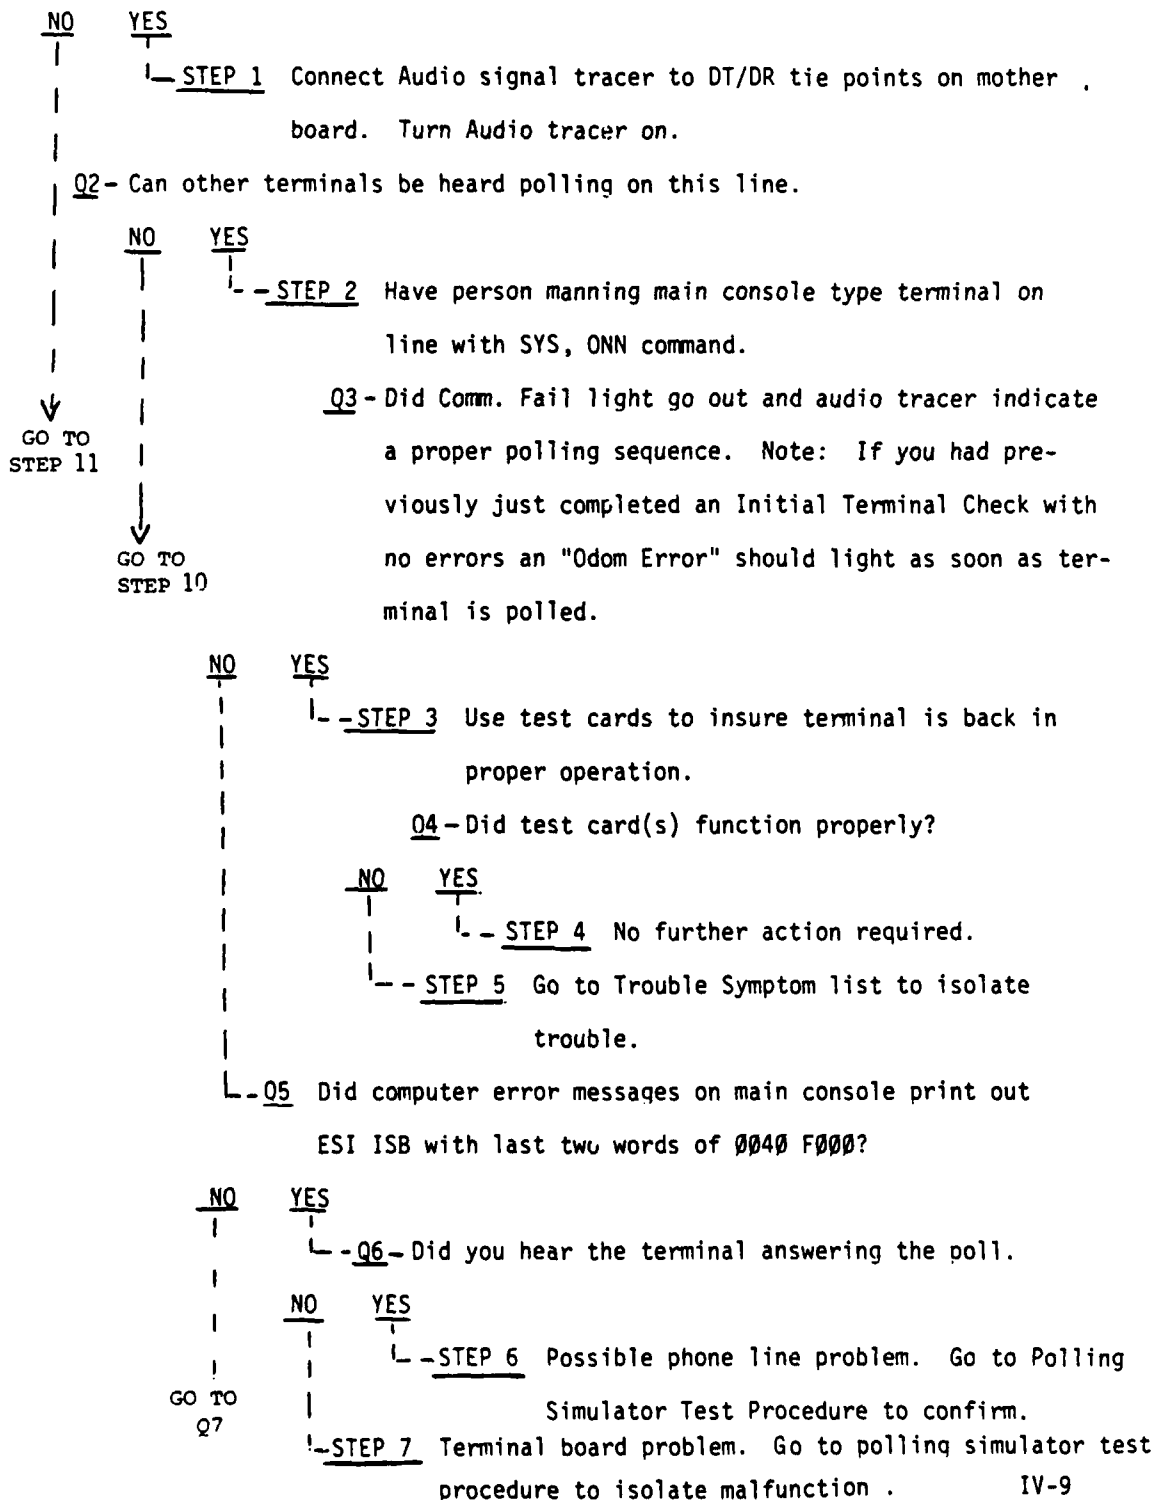 NO YES
STEP 1 Connect Audio signal tracer to DT/DR tie points on mother
board. Turn Audio tracer on.
Q2- Can other terminals be heard polling on this line.
NO YES
STEP 2 Have person manning main console type terminal on
line with SYS, ONN command.
Q3- Did Comm. Fail light go out and audio tracer indicate
a proper polling sequence. Note: If you had pre-
viously just completed an Initial Terminal Check with
no errors an "Odom Error" should light as soon as ter-
minal is polled.
GO TO
STEP 11
GO TO
STEP 10
NO YES
STEP 3 Use test cards to insure terminal is back in
proper operation.
Q4-Did test card(s) function properly?
NO YES
STEP 4 No further action required.
STEP 5 Go to Trouble Symptom list to isolate
trouble.
Q5 Did computer error messages on main console print out
ESI ISB with last two words of 0040 F000?
NO YES
Q6- Did you hear the terminal answering the poll.
NO YES
STEP 6 Possible phone line problem. Go to Polling
Simulator Test Procedure to confirm.
GO TO
Q7
STEP 7 Terminal board problem. Go to polling simulator test
procedure to isolate malfunction .
IV-9